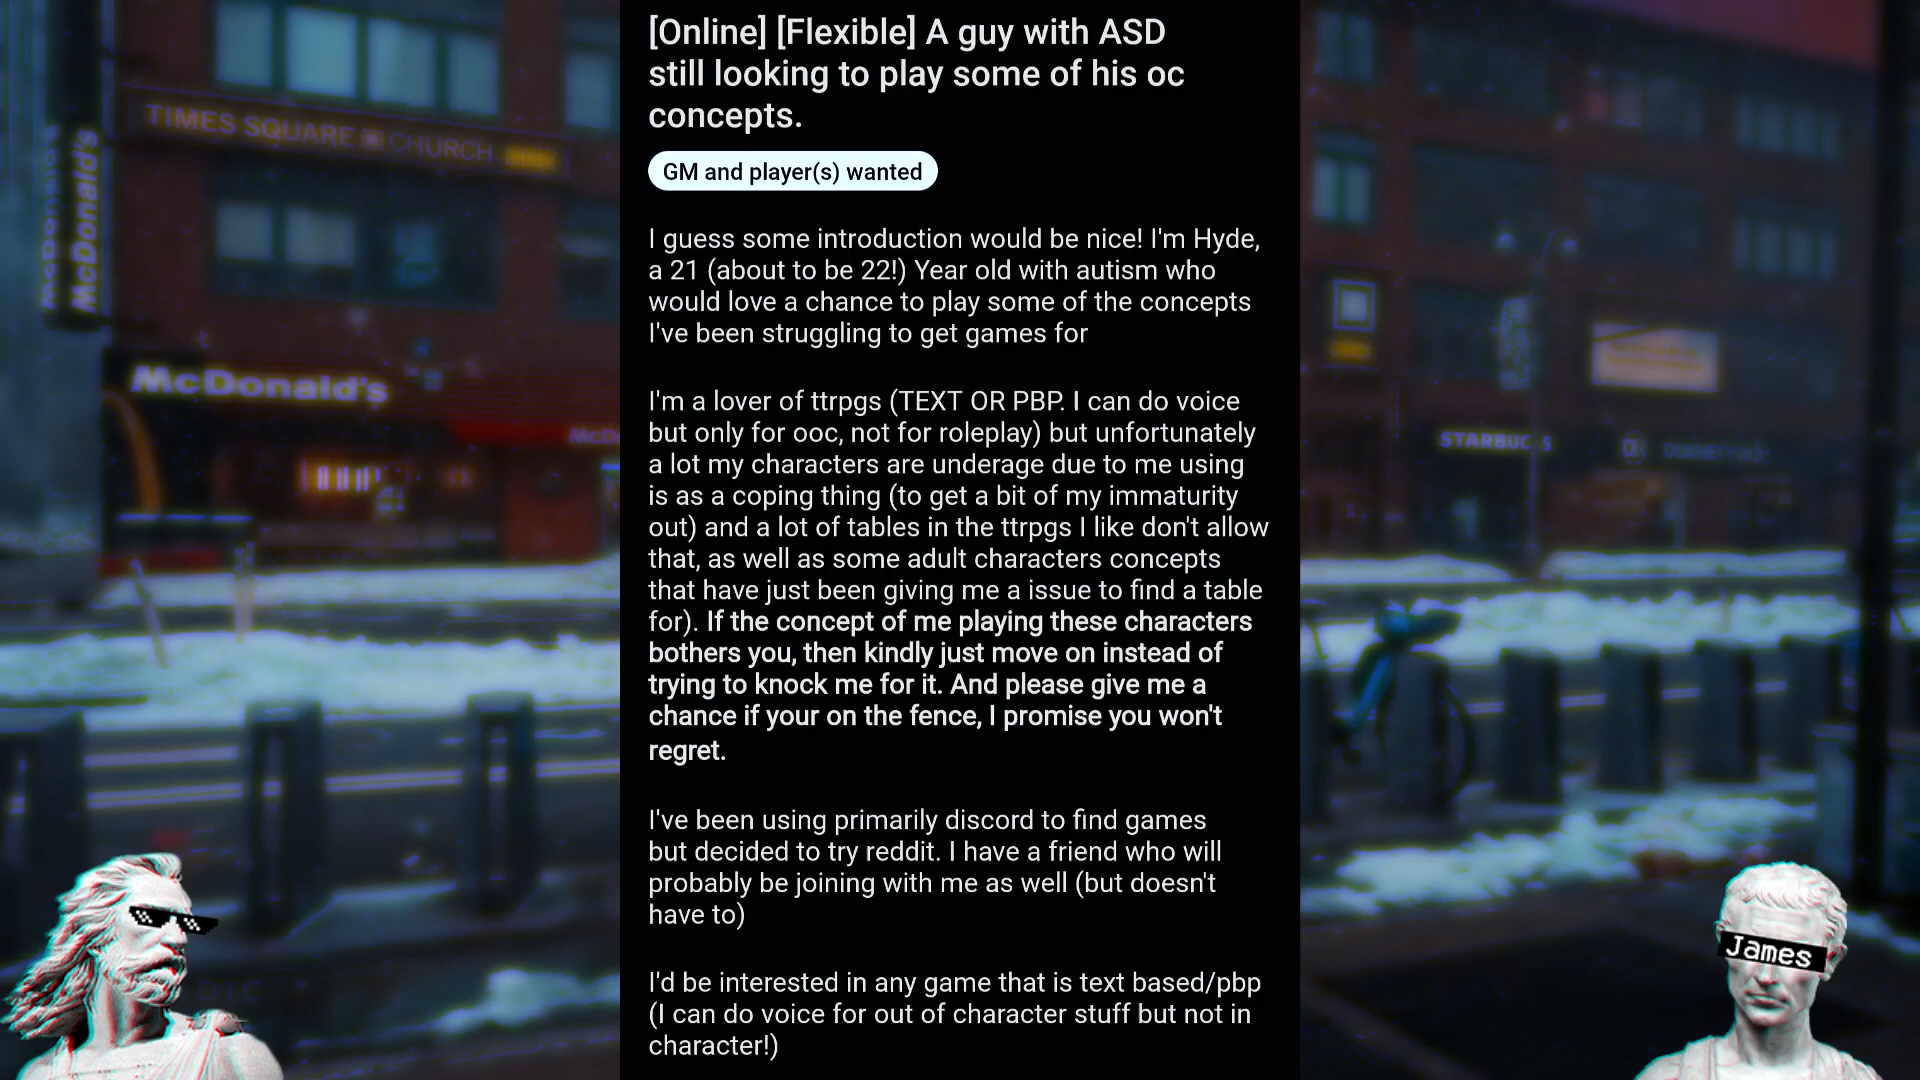 [Online] [Flexible] A guy with ASD
still looking to play some of his oc
concepts.
GM and player(s) wanted
I guess some introduction would be nice! I'm Hyde,
a 21 (about to be 22!) Year old with autism who
would love a chance to play some of the concepts
I've been struggling to get games for
I'm a lover of ttrpgs (TEXT OR PBP. I can do voice
but only for ooc, not for roleplay) but unfortunately
a lot my characters are underage due to me using
is as a coping thing (to get a bit of my immaturity
out) and a lot of tables in the ttrpgs I like don't allow
that, as well as some adult characters concepts
that have just been giving me a issue to find a table
for). If the concept of me playing these characters
bothers you, then kindly just move on instead of
trying to knock me for it. And please give me a
chance if your on the fence, I promise you won't
regret.
I've been using primarily discord to find games
but decided to try reddit. I have a friend who will
probably be joining with me as well (but doesn't
have to)
I'd be interested in any game that is text based/pbp
(I can do voice for out of character stuff but not in
character!)
TIMES SQUARE CHURCH
McDonald's
McDonald's
McDonald's
STARBUCKS
James